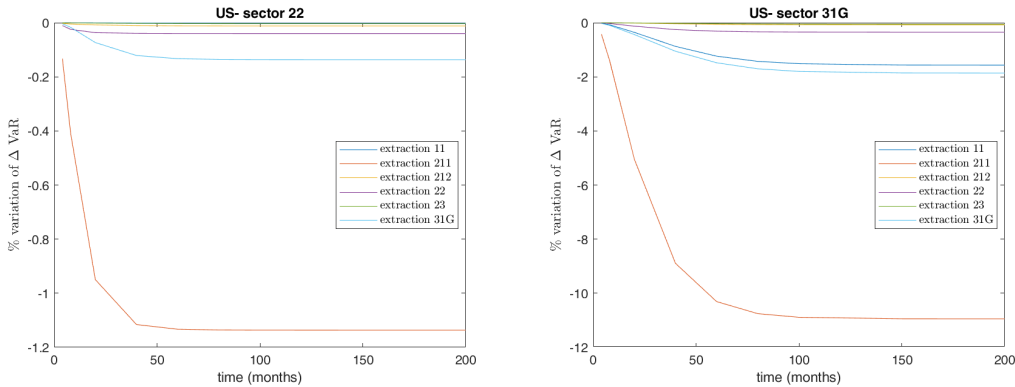 US- sector 22
0
-0.2
-0.4
-0.6
-0.8
-1
-1.2
% variation of Δ VaR
extraction 11
extraction 211
extraction 212
extraction 22
extraction 23
extraction 31G
0 50 100 150 200
time (months)
US- sector 31G
0
-2
-4
-6
-8
-10
-12
% variation of Δ VaR
extraction 11
extraction 211
extraction 212
extraction 22
extraction 23
extraction 31G
0 50 100 150 200
time (months)